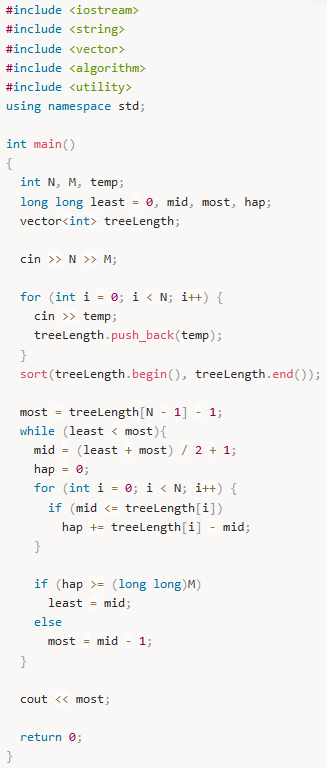 #include <iostream>
#include <string>
#include <vector>
#include <algorithm>
#include <utility>
using namespace std;

int main()
{
  int N, M, temp;
  long long least = 0, mid, most, hap;
  vector<int> treeLength;

  cin >> N >> M;

  for (int i = 0; i < N; i++) {
    cin >> temp;
    treeLength.push_back(temp);
  }
  sort(treeLength.begin(), treeLength.end());

  most = treeLength[N - 1] - 1;
  while (least < most){
    mid = (least + most) / 2 + 1;
    hap = 0;
    for (int i = 0; i < N; i++) {
      if (mid <= treeLength[i])
        hap += treeLength[i] - mid;
    }

    if (hap >= (long long)M)
      least = mid;
    else
      most = mid - 1;
  }

  cout << most;

  return 0;
}